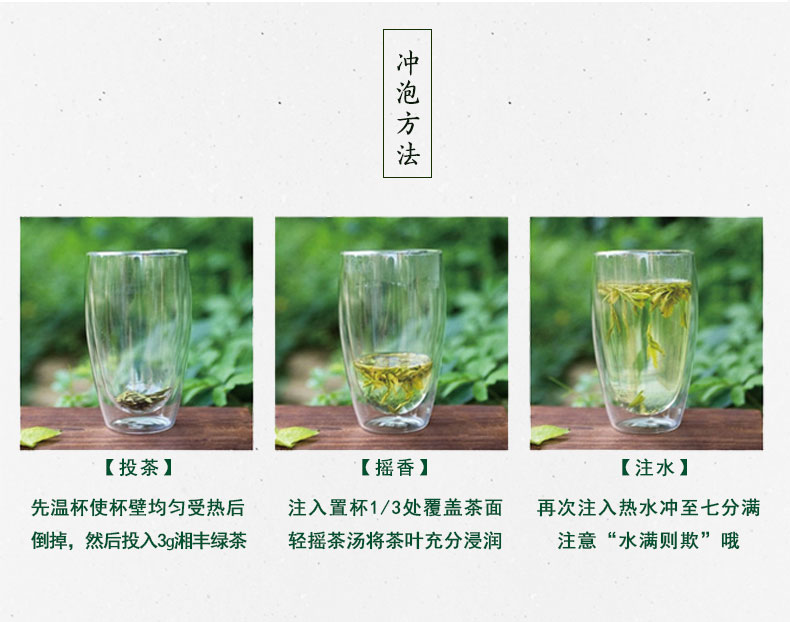 冲泡方法
【投茶】
先温杯使杯壁均匀受热后
倒掉，然后投入3g湘丰绿茶
【摇香】
注入置杯1/3处覆盖茶面
轻摇茶汤将茶叶充分浸润
【注水】
再次注入热水冲至七分满
注意“水满则欺”哦